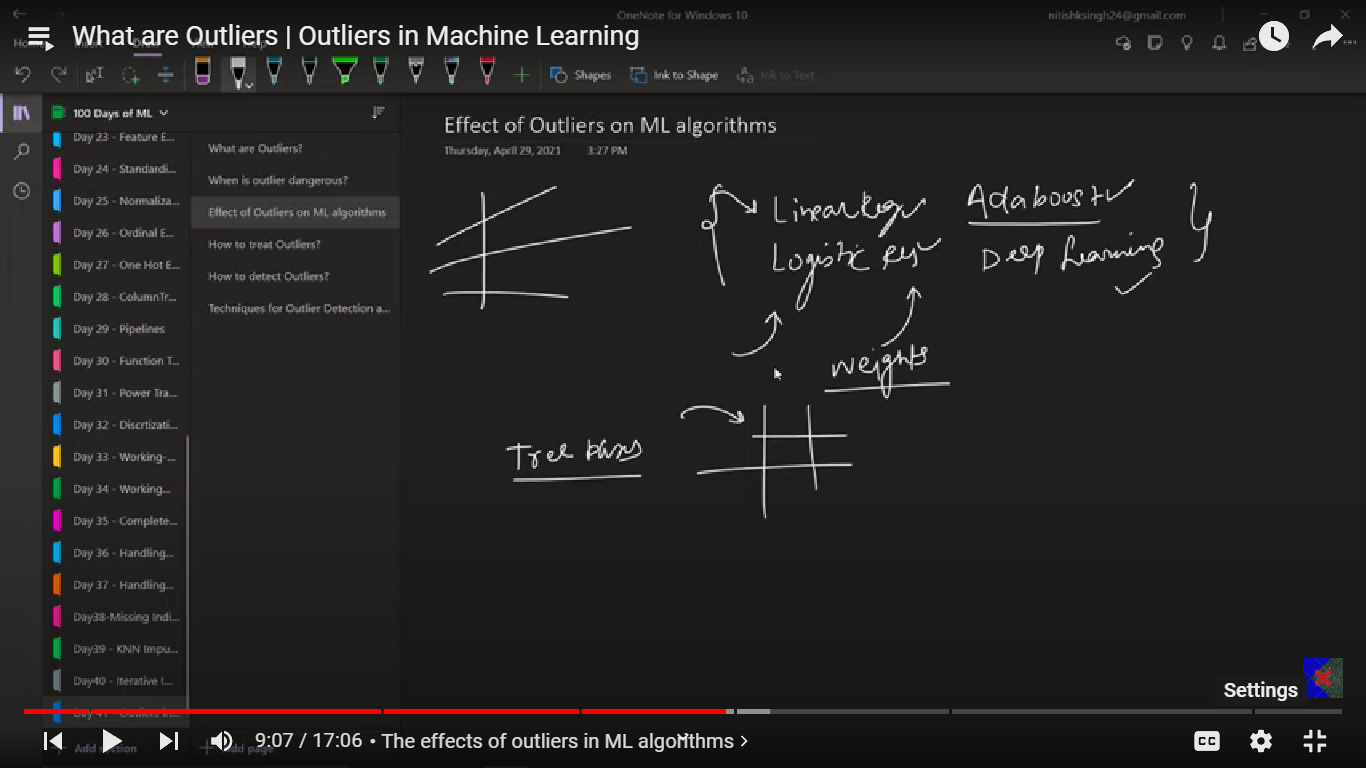 OneNote for Windows 10
nitishksingh24@gmail.com
What are Outliers | Outliers in Machine Learning
Shapes
Ink to Shape
Ink to Text
100 Days of ML
Day 23 - Feature E...
Day 24 - Standardi...
Day 25 - Normaliza...
Day 26 - Ordinal E...
Day 27 - One Hot E...
Day 28 - ColumnTr...
Day 29 - Pipelines
Day 30 - Function T...
Day 31 - Power Tra...
Day 32 - Discrtizati...
Day 33 - Working-...
Day 34 - Working...
Day 35 - Complete...
Day 36 - Handling...
Day 37 - Handling...
Day38-Missing Indi...
Day39 - KNN Impu...
Day40 - Iterative I...
Add section
What are Outliers?
When is outlier dangerous?
Effect of Outliers on ML algorithms
How to treat Outliers?
How to detect Outliers?
Techniques for Outlier Detection a...
Add page
Effect of Outliers on ML algorithms
Thursday, April 29, 2021 3:27 PM
Linear Reg
Adaboost
Logistic Reg
Deep Learning
weights
Tree
Settings
9:07 / 17:06 • The effects of outliers in ML algorithms >
CC